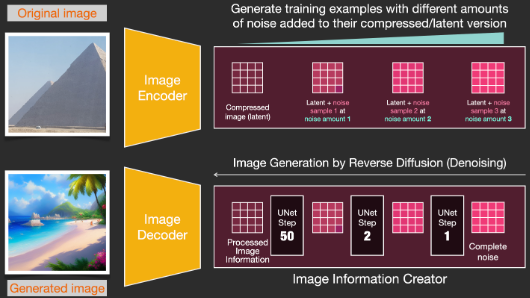 Original image
Generate training examples with different amounts
of noise added to their compressed/latent version
Image
Encoder
Compressed
image (latent)
Latent + noise
sample 1 at
noise amount 1
Latent + noise
sample 2 at
noise amount 2
Latent + noise
sample 3 at
noise amount 3
Image Generation by Reverse Diffusion (Denoising)
Image
Decoder
Processed
Image
Information
UNet
Step
50
UNet
Step
2
UNet
Step
1
Complete
noise
Generated image
Image Information Creator